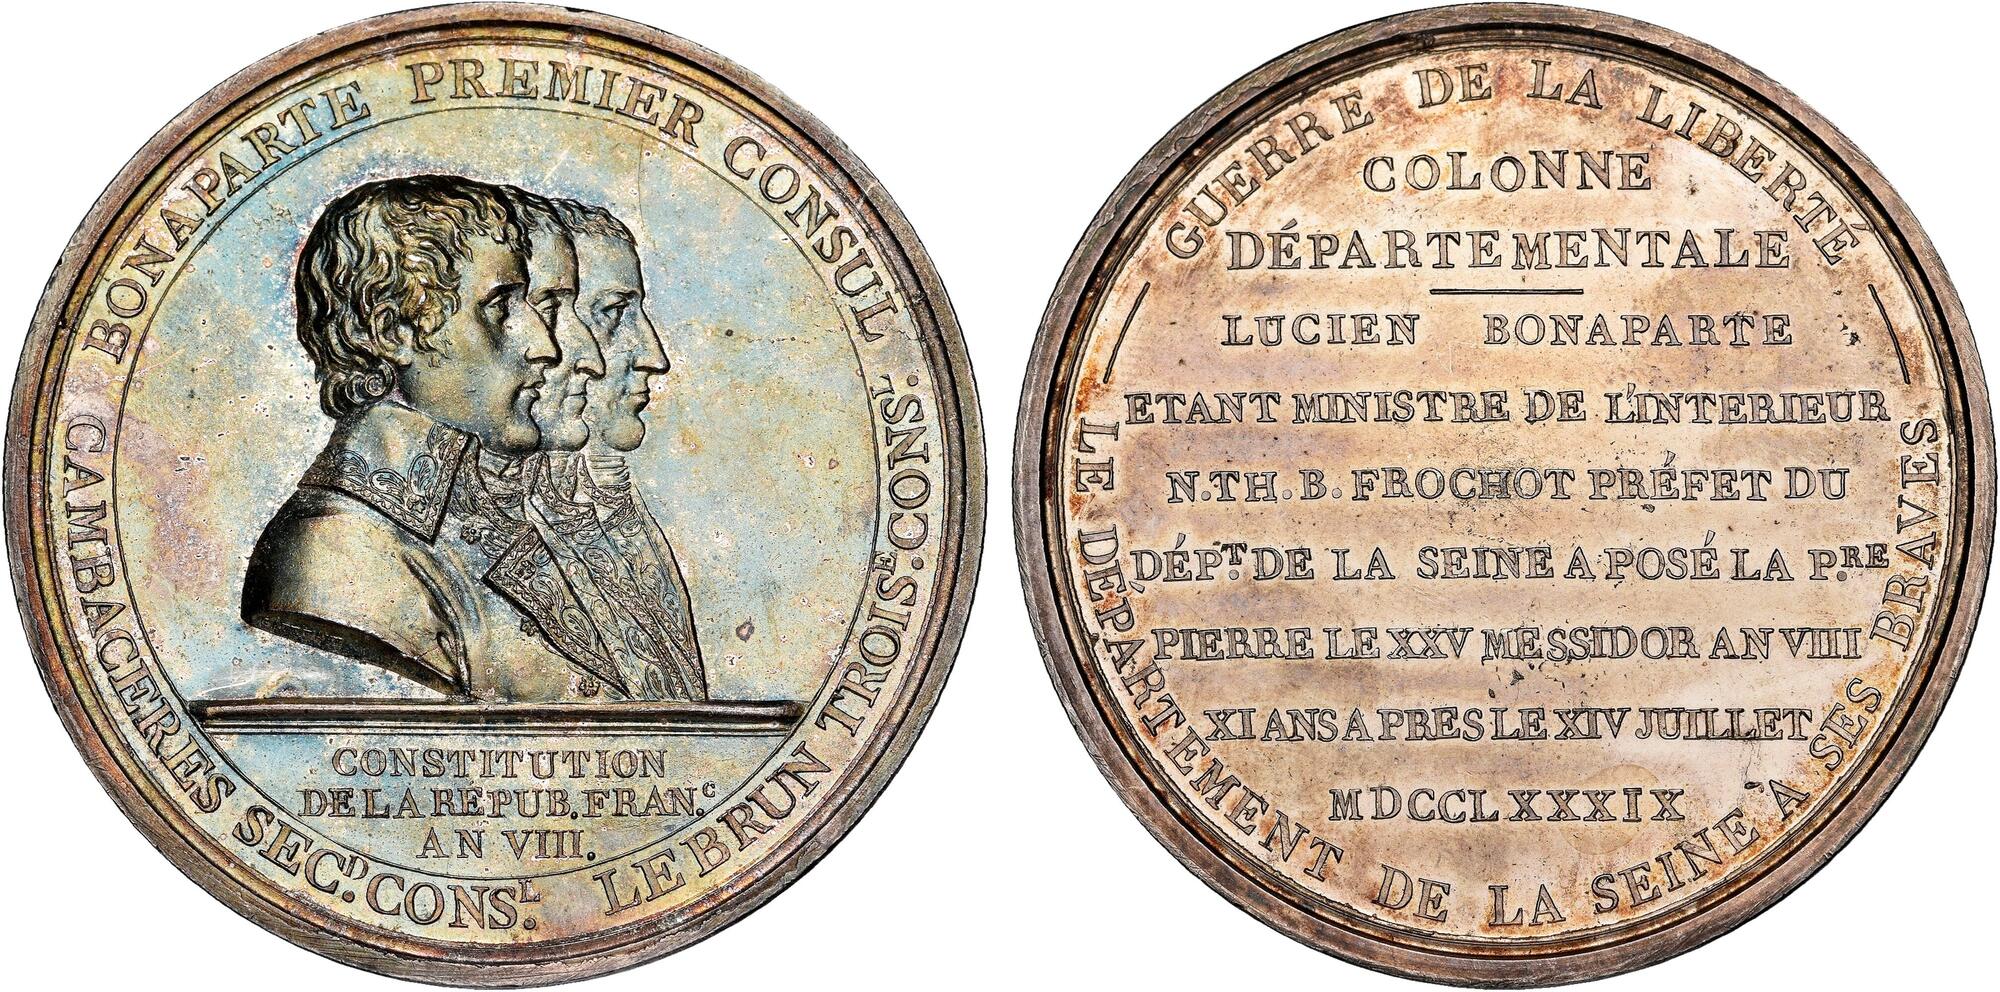 BONAPARTE PREMIER CONSUL.
CAMBACERES SEC.D CONS.L LEBRUN TROIS.E CONS.L
CONSTITUTION
DE LA RÉPUB. FRAN.C
AN VIII.
GUERRE DE LA LIBERTÉ
LE DÉPARTEMENT DE LA SEINE A SES BRAVES
COLONNE
DÉPARTEMENTALE
LUCIEN BONAPARTE
ETANT MINISTRE DE L'INTERIEUR
N.TH.B.FROCHOT PRÉFET DU
DÉP.T DE LA SEINE A POSÉ LA P.RE
PIERRE LE XXV MESSIDOR AN VIII
XI ANS APRES LE XIV JUILLET
MDCCLXXXIX